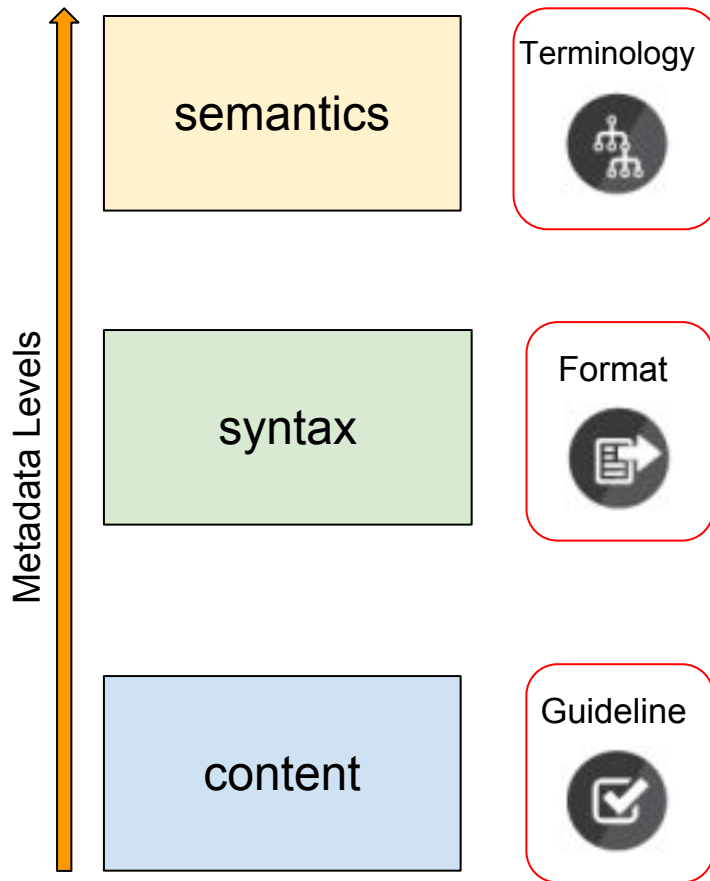 Terminology
semantics
Metadata Levels
Format
syntax
Guideline
content